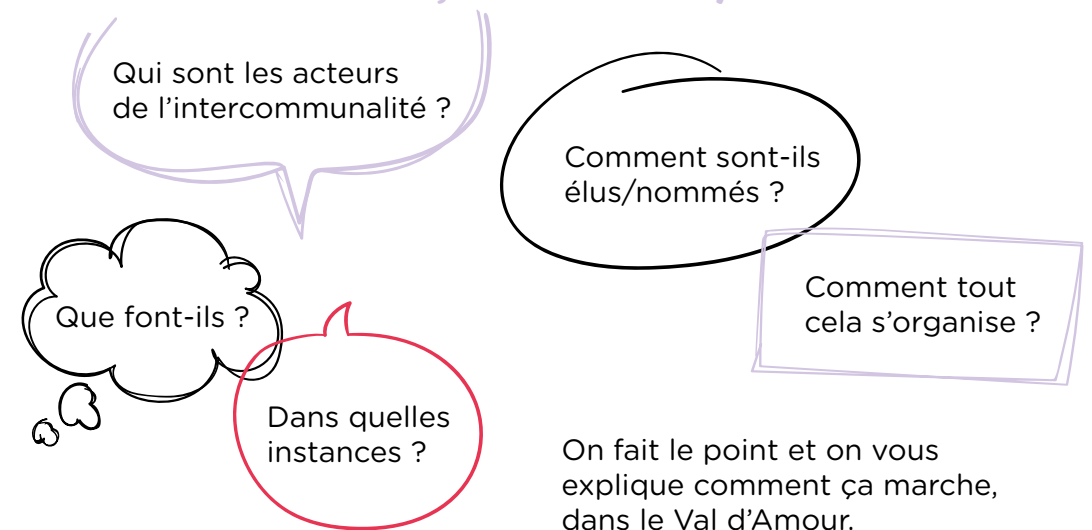 Qui sont les acteurs
de l'intercommunalité ?
Comment sont-ils
élus/nommés ?
Que font-ils ?
Comment tout
cela s'organise ?
Dans quelles
instances ?
On fait le point et on vous
explique comment ça marche,
dans le Val d'Amour.